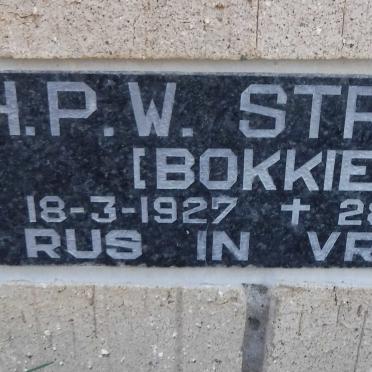 H.P.W. STR
[BOKKIE
18-3-1927 + 28
RUS IN VR